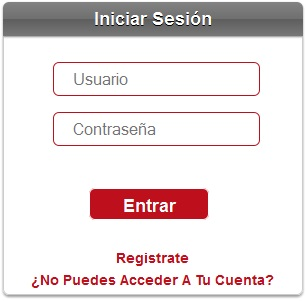 Iniciar Sesión
Usuario
Contraseña
Entrar
Registrate
¿No Puedes Acceder A Tu Cuenta?